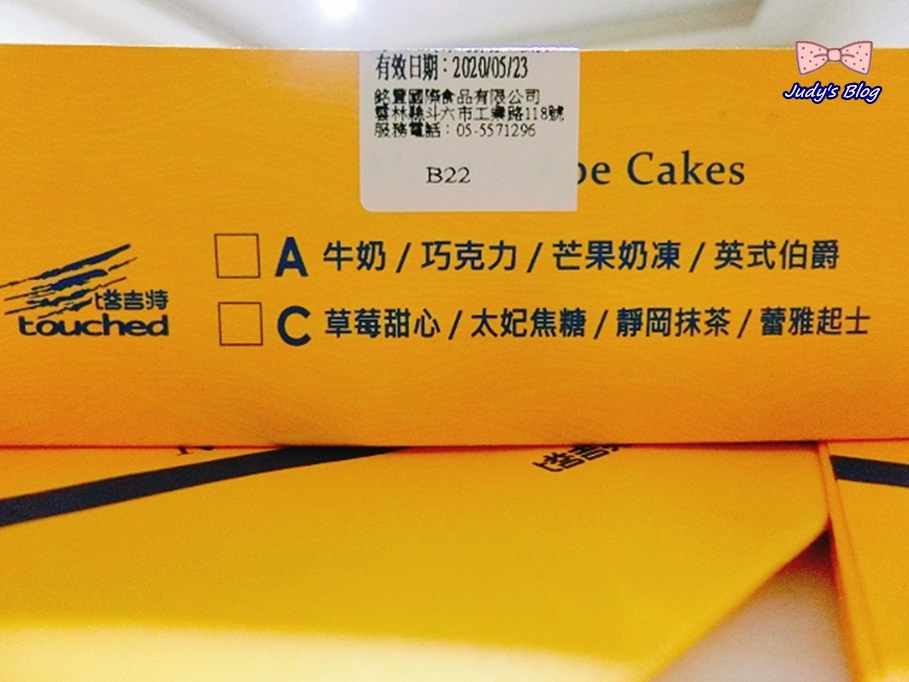 有效日期：2020/05/23
銘豐國際食品有限公司
雲林縣斗六市工業路118號
服務電話：05-5571296
B22
Cakes
A 牛奶 / 巧克力 / 芒果奶凍 / 英式伯爵
C 草莓甜心 / 太妃焦糖 / 靜岡抹茶 / 蕾雅起士
塔吉特
touched
Judy's Blog